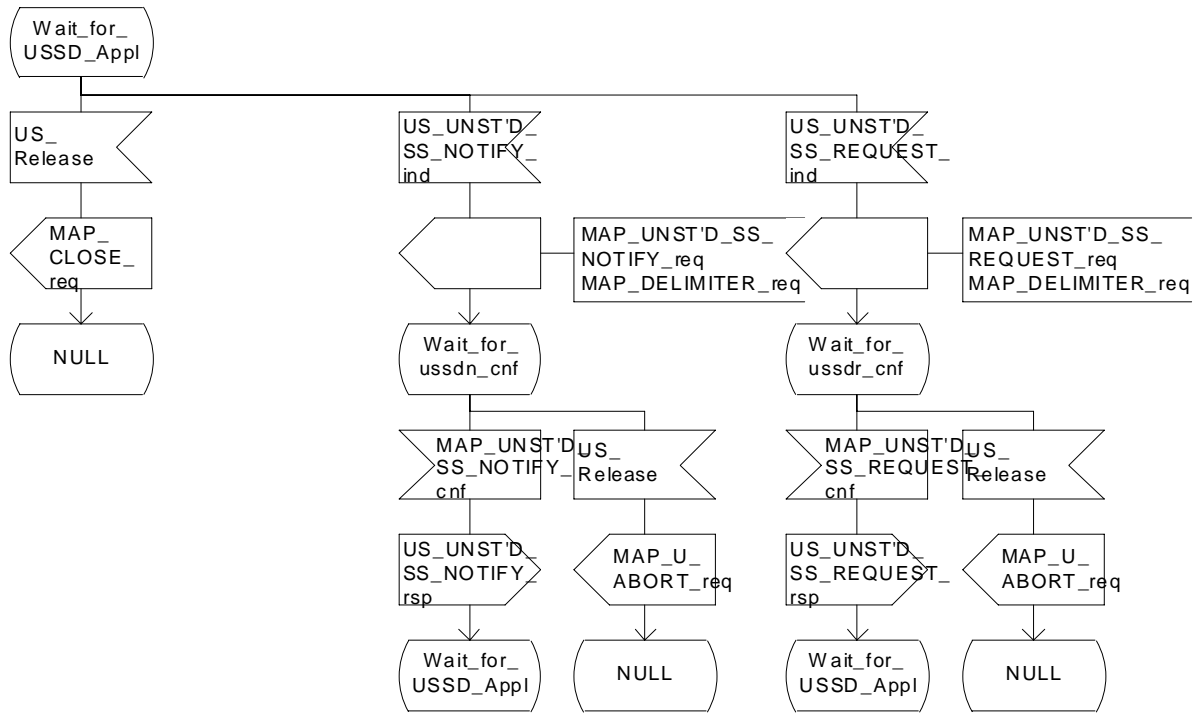 Wait_for_
USSD_Appl
US_
Release
US_UNST'D_
SS_NOTIFY_
ind
US_UNST'D_
SS_REQUEST_
ind
MAP_
CLOSE_
req
MAP_UNST'D_SS_
NOTIFY_req
MAP_DELIMITER_req
MAP_UNST'D_SS_
REQUEST_req
MAP_DELIMITER_req
NULL
Wait_for_
ussdn_cnf
Wait_for_
ussdr_cnf
MAP_UNST'D_
SS_NOTIFY_
cnf
US_
Release
MAP_UNST'D_
SS_REQUEST_
cnf
US_
Release
US_UNST'D_
SS_NOTIFY_
rsp
MAP_U_
ABORT_req
US_UNST'D_
SS_REQUEST_
rsp
MAP_U_
ABORT_req
Wait_for_
USSD_Appl
NULL
Wait_for_
USSD_Appl
NULL